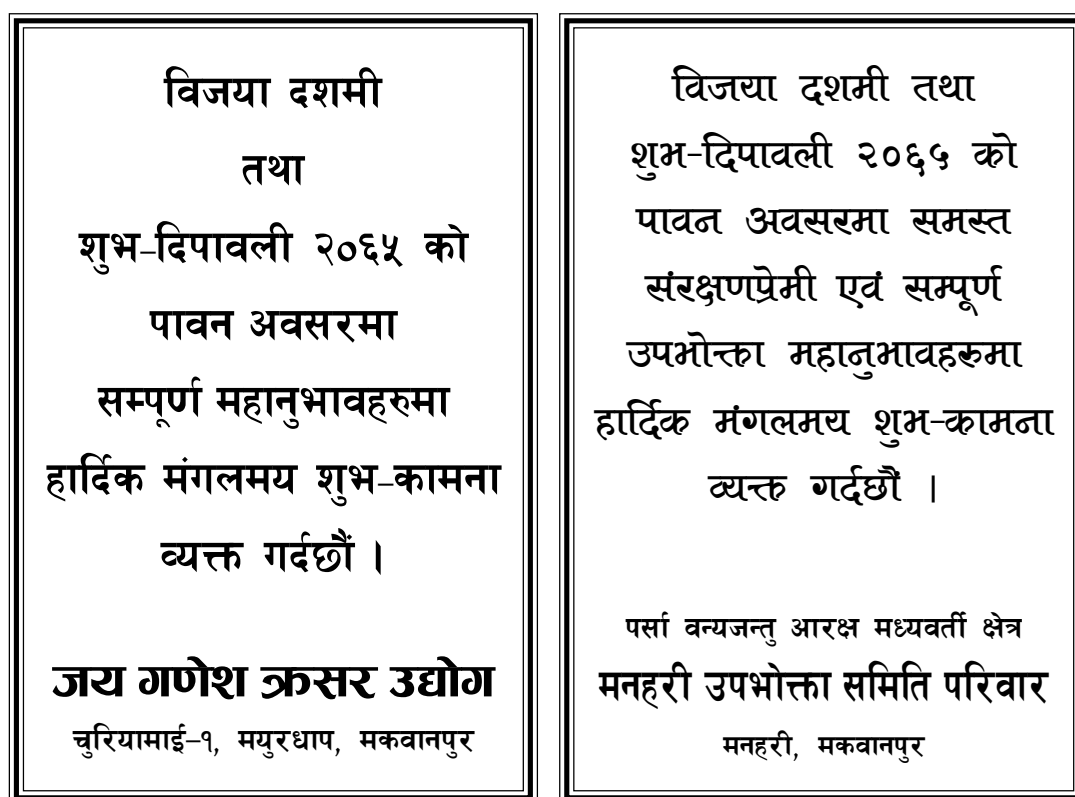 विजया दशमी
तथा
शुभ-दिपावली २०६५ को
पावन अवसरमा
सम्पूर्ण महानुभावहरुमा
हार्दिक मंगलमय शुभ-कामना
व्यक्त गर्दछौं ।
जय गणेश क्रसर उद्योग
चुरियामाई-१, मयुरधाप, मकवानपुर
विजया दशमी तथा
शुभ-दिपावली २०६५ को
पावन अवसरमा समस्त
संरक्षणप्रेमी एवं सम्पूर्ण
उपभोक्ता महानुभावहरुमा
हार्दिक मंगलमय शुभ-कामना
व्यक्त गर्दछौं ।
पर्सा वन्यजन्तु आरक्ष मध्यवर्ती क्षेत्र
मनहरी उपभोक्ता समिति परिवार
मनहरी, मकवानपुर